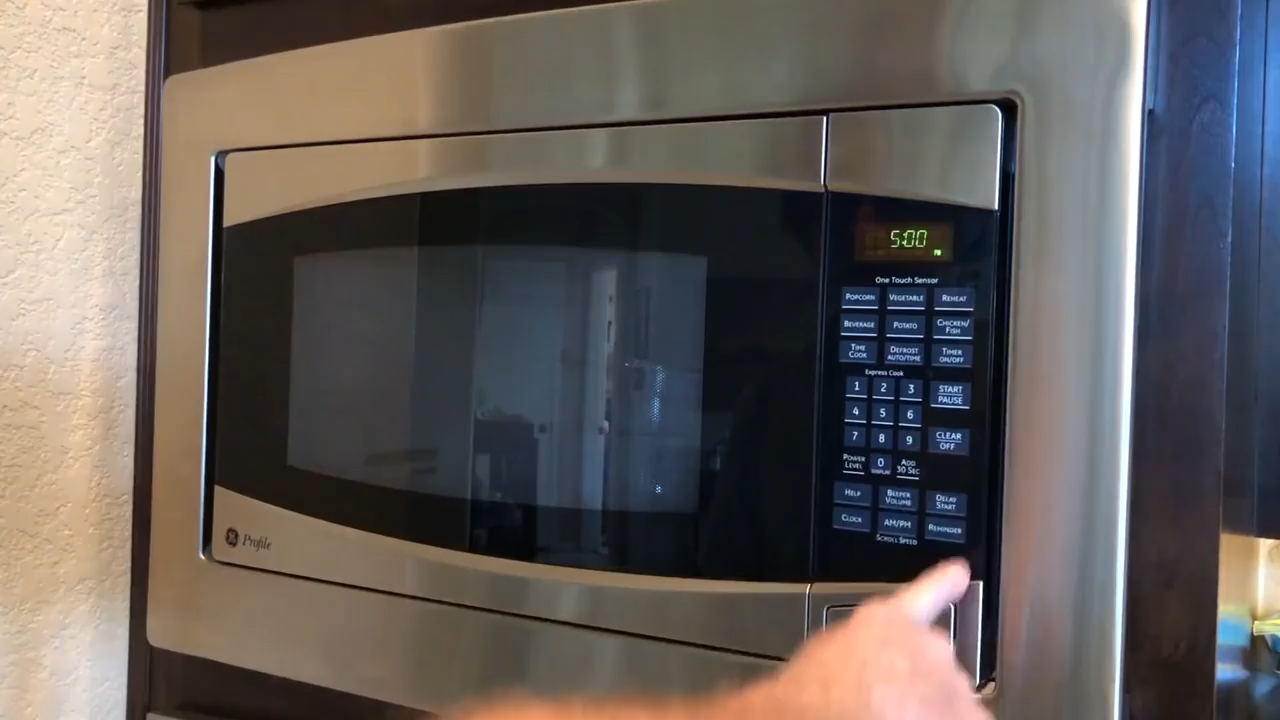 5:00
PM
One Touch Sensor
POPCORN VEGETABLE REHEAT
BEVERAGE POTATO CHICKEN/
FISH
TIME
COOK
DEFROST
AUTO/TIME
TIMER
ON/OFF
Express Cook
1 2 3
START
PAUSE
4 5 6
7 8 9
CLEAR
OFF
POWER
LEVEL
0
DISPLAY
ADD
30 SEC
HELP
BEEPER
VOLUME
DELAY
START
CLOCK AM/PM REMINDER
SCROLL SPEED
GE Profile